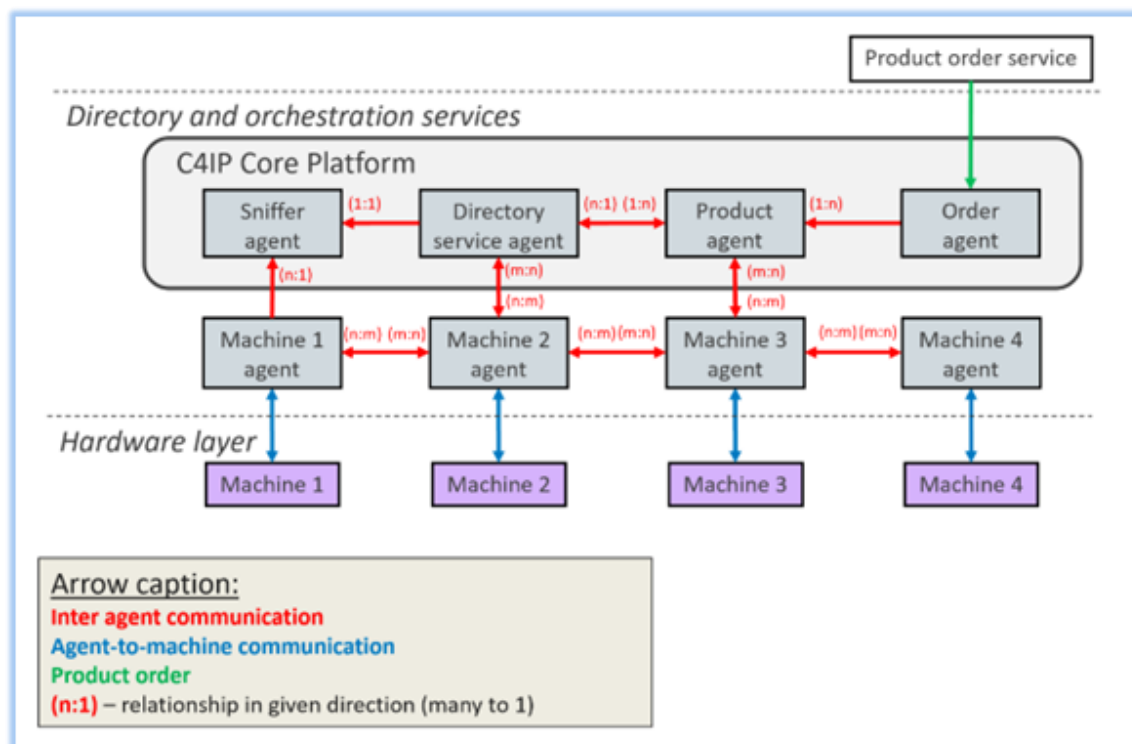 Product order service
Directory and orchestration services
C4IP Core Platform
Sniffer
agent
(1:1)
Directory
service agent
(n:1) (1:n)
Product
agent
(1:n)
Order
agent
(n:1)
(m:n)
(n:m)
(m:n)
(n:m)
Machine 1
agent
(n:m) (m:n)
Machine 2
agent
(n:m)(m:n)
Machine 3
agent
(n:m)(m:n)
Machine 4
agent
Hardware layer
Machine 1
Machine 2
Machine 3
Machine 4
Arrow caption:
Inter agent communication
Agent-to-machine communication
Product order
(n:1) – relationship in given direction (many to 1)